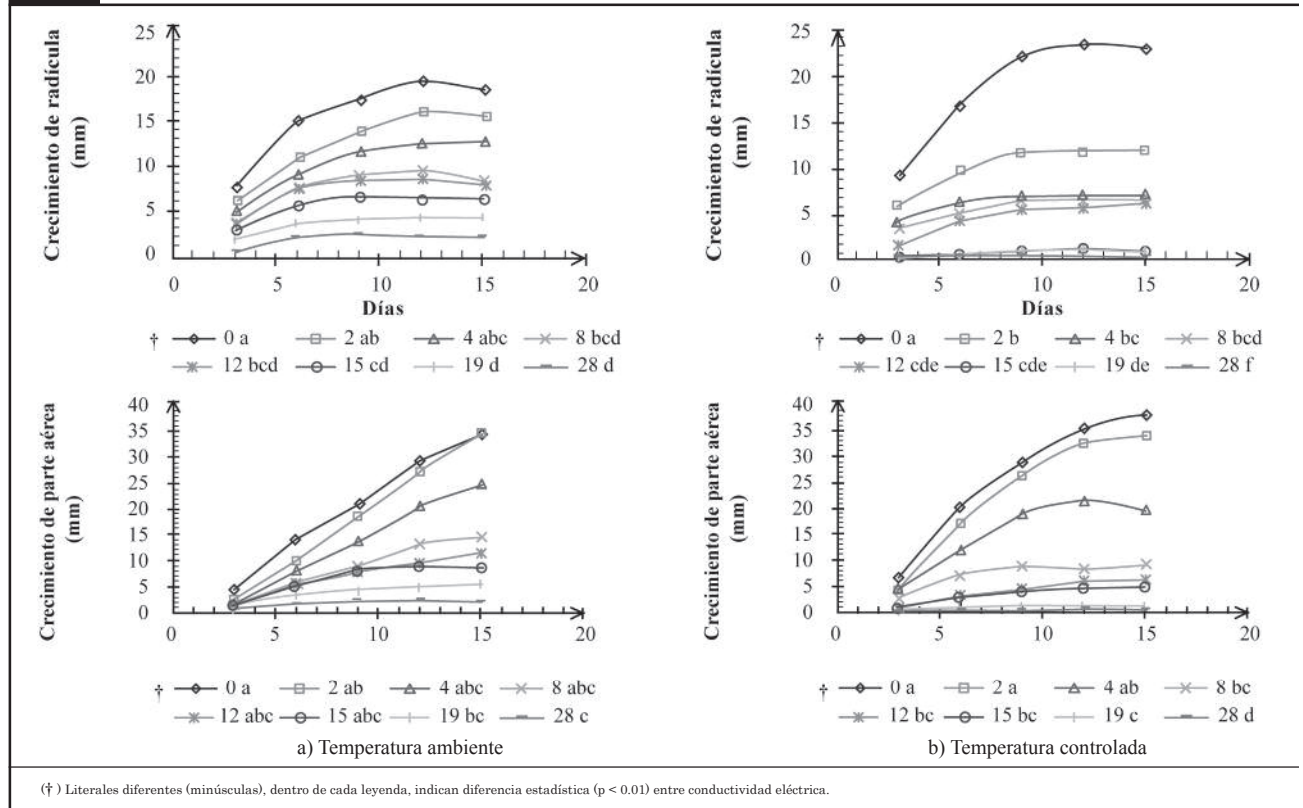 Crecimiento de radícula
(mm)
25
20
15
10
5
0
0 5 10 15 20
Días
† 0 a 2 ab 4 abc 8 bcd
12 bcd 15 cd 19 d 28 d
Crecimiento de radícula
(mm)
25
20
15
10
5
0
0 5 10 15 20
Días
† 0 a 2 b 4 bc 8 bcd
12 cde 15 cde 19 de 28 f
Crecimiento de parte aérea
(mm)
40
35
30
25
20
15
10
5
0
0 5 10 15 20
† 0 a 2 ab 4 abc 8 abc
12 abc 15 abc 19 bc 28 c
a) Temperatura ambiente
Crecimiento de parte aérea
(mm)
40
35
30
25
20
15
10
5
0
0 5 10 15 20
† 0 a 2 a 4 ab 8 bc
12 bc 15 bc 19 c 28 d
b) Temperatura controlada
(†) Literales diferentes (minúsculas), dentro de cada leyenda, indican diferencia estadística (p < 0.01) entre conductividad eléctrica.